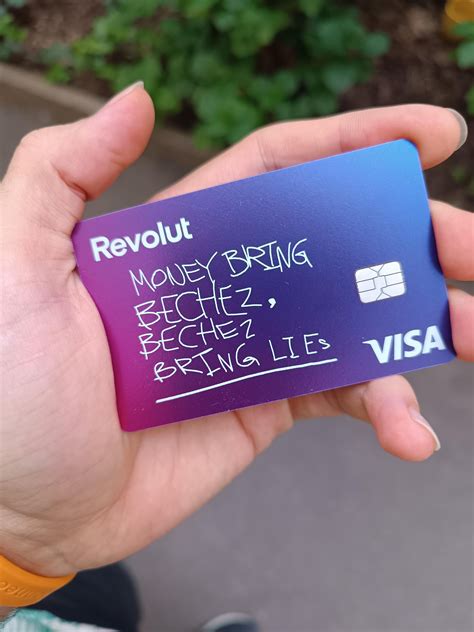 Revolut
MONEY BRING
BECHEZ,
BECHEZ
BRING LIES
VISA